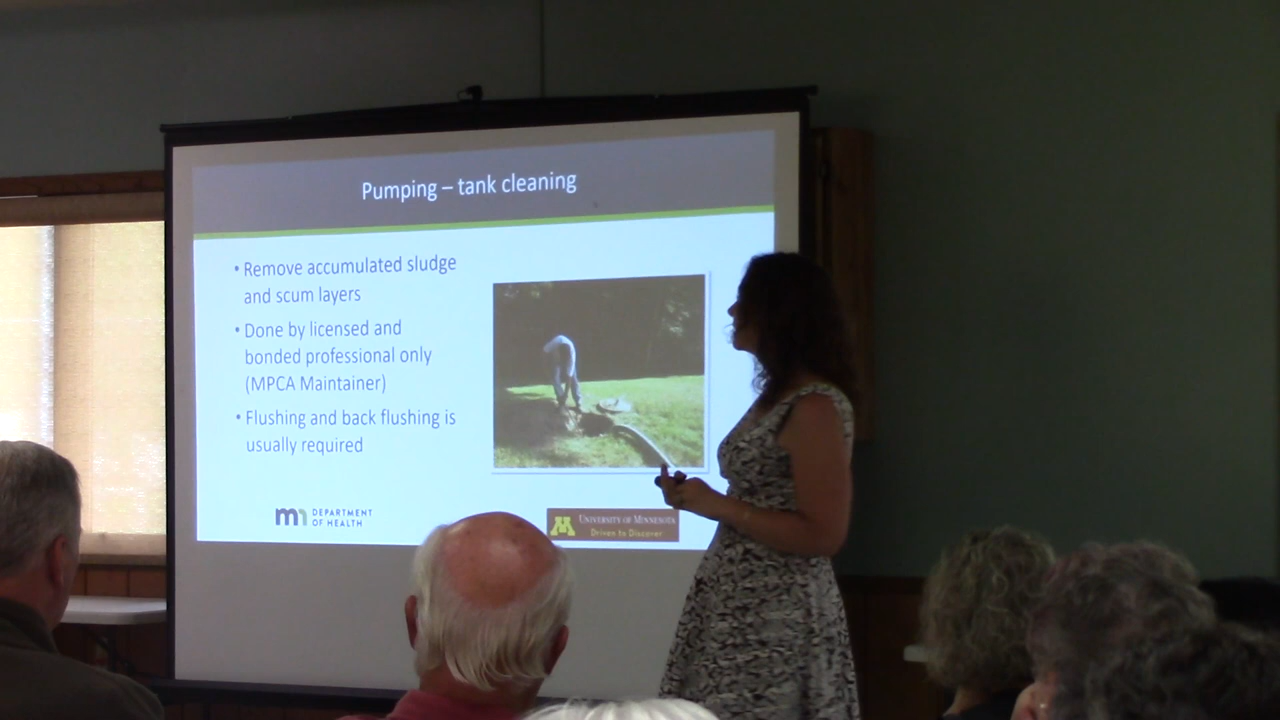 Pumping – tank cleaning
• Remove accumulated sludge
and scum layers
• Done by licensed and
bonded professional only
(MPCA Maintainer)
• Flushing and back flushing is
usually required
mn DEPARTMENT
OF HEALTH
M UNIVERSITY OF MINNESOTA
Driven to Discover